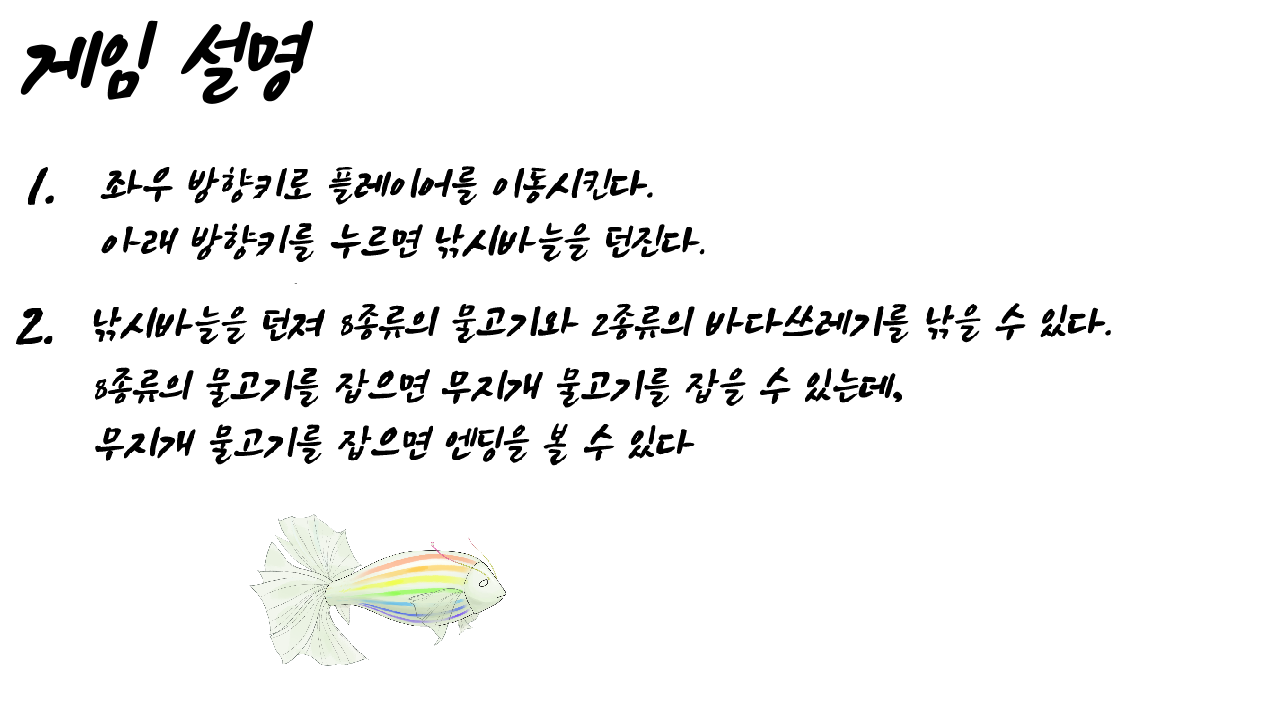 게임 설명
1. 좌우 방향키로 플레이어를 이동시킨다.
아래 방향키를 누르면 낚시바늘을 던진다.
2. 낚시바늘을 던져 8종류의 물고기와 2종류의 바다쓰레기를 낚을 수 있다.
8종류의 물고기를 잡으면 무지개 물고기를 잡을 수 있는데,
무지개 물고기를 잡으면 엔딩을 볼 수 있다